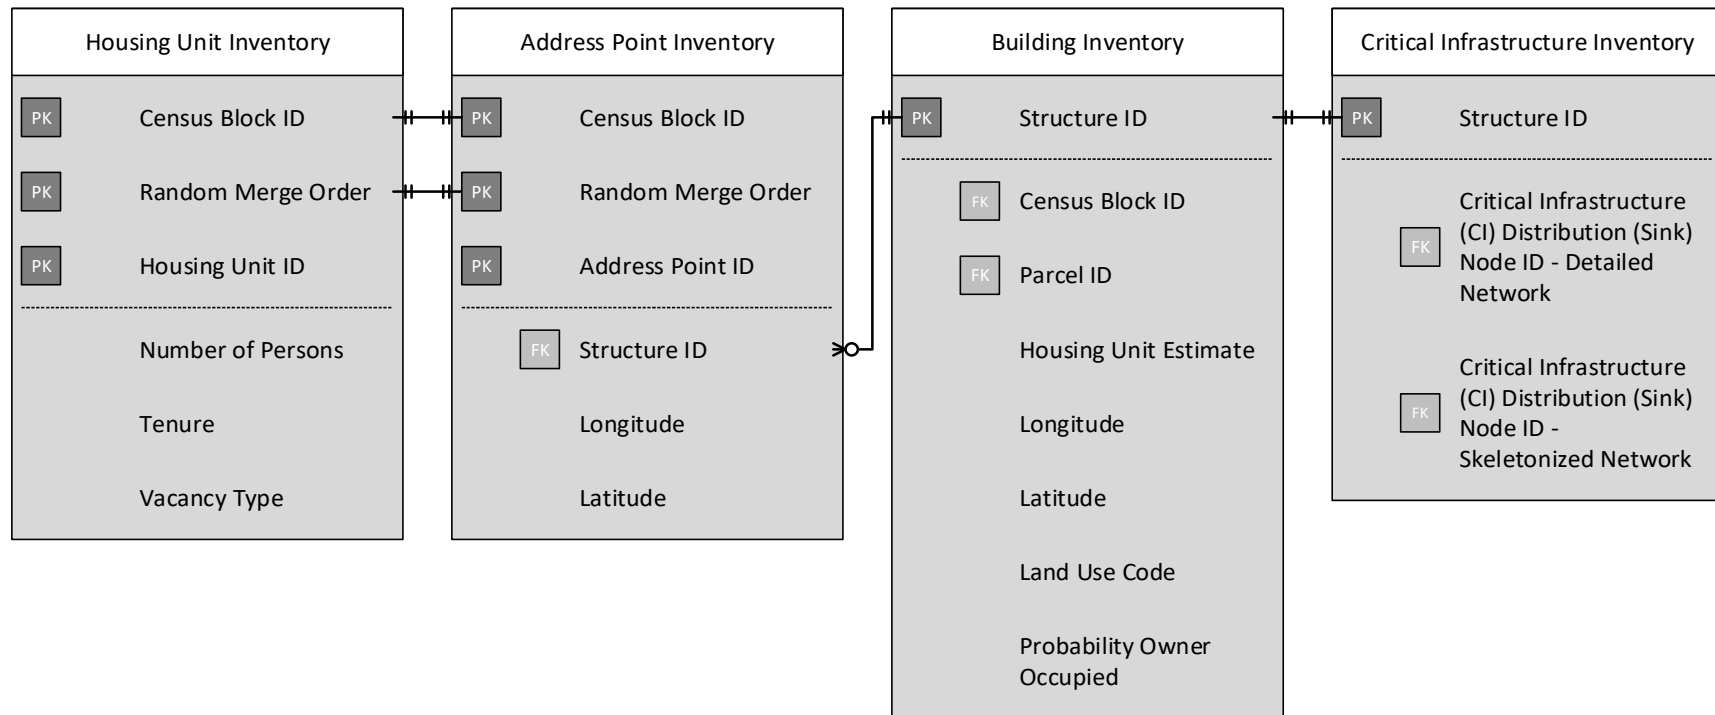 Housing Unit Inventory
PK Census Block ID
PK Random Merge Order
PK Housing Unit ID
Number of Persons
Tenure
Vacancy Type
Address Point Inventory
PK Census Block ID
PK Random Merge Order
PK Address Point ID
FK Structure ID
Longitude
Latitude
Building Inventory
PK Structure ID
FK Census Block ID
FK Parcel ID
Housing Unit Estimate
Longitude
Latitude
Land Use Code
Probability Owner
Occupied
Critical Infrastructure Inventory
PK Structure ID
Critical Infrastructure
(CI) Distribution (Sink)
FK Node ID - Detailed
Network
Critical Infrastructure
(CI) Distribution (Sink)
FK Node ID -
Skeletonized Network